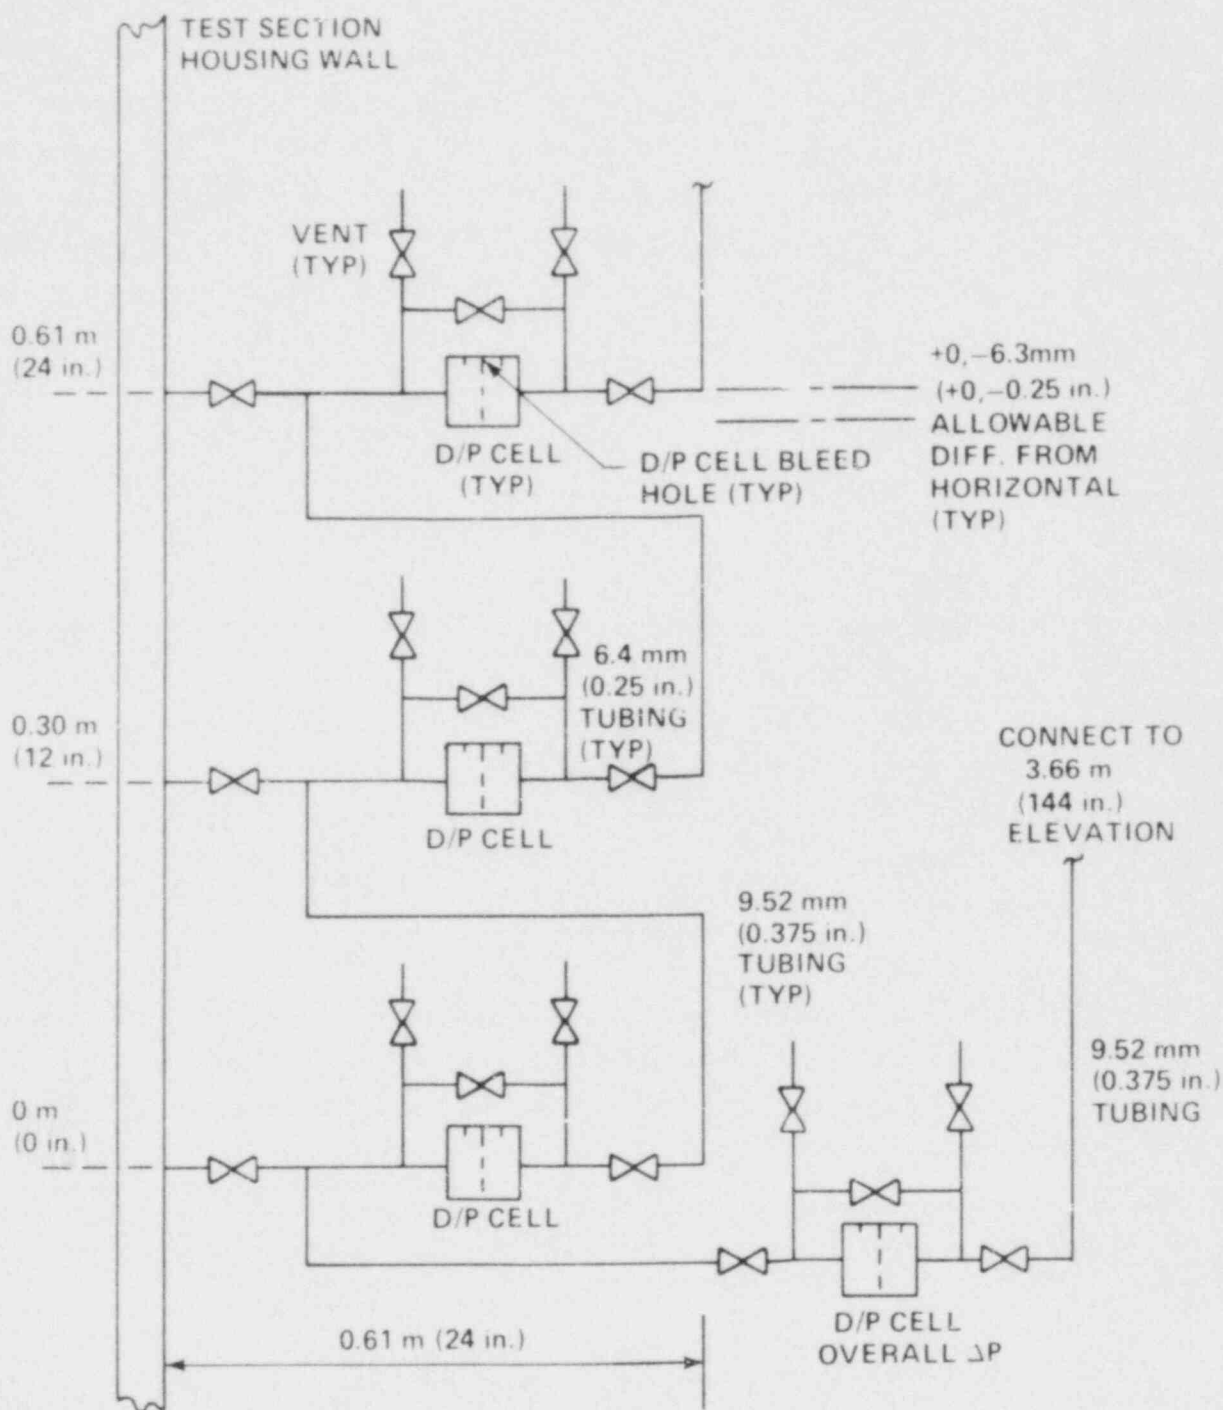 TEST SECTION
HOUSING WALL
VENT
(TYP)
0.61 m
(24 in.)
+0,−6.3mm
(+0,−0.25 in.)
ALLOWABLE
DIFF. FROM
HORIZONTAL
(TYP)
D/P CELL
(TYP)
D/P CELL BLEED
HOLE (TYP)
6.4 mm
(0.25 in.)
TUBING
(TYP)
0.30 m
(12 in.)
D/P CELL
CONNECT TO
3.66 m
(144 in.)
ELEVATION
9.52 mm
(0.375 in.)
TUBING
(TYP)
9.52 mm
(0.375 in.)
TUBING
0 m
(0 in.)
D/P CELL
D/P CELL
OVERALL ΔP
0.61 m (24 in.)